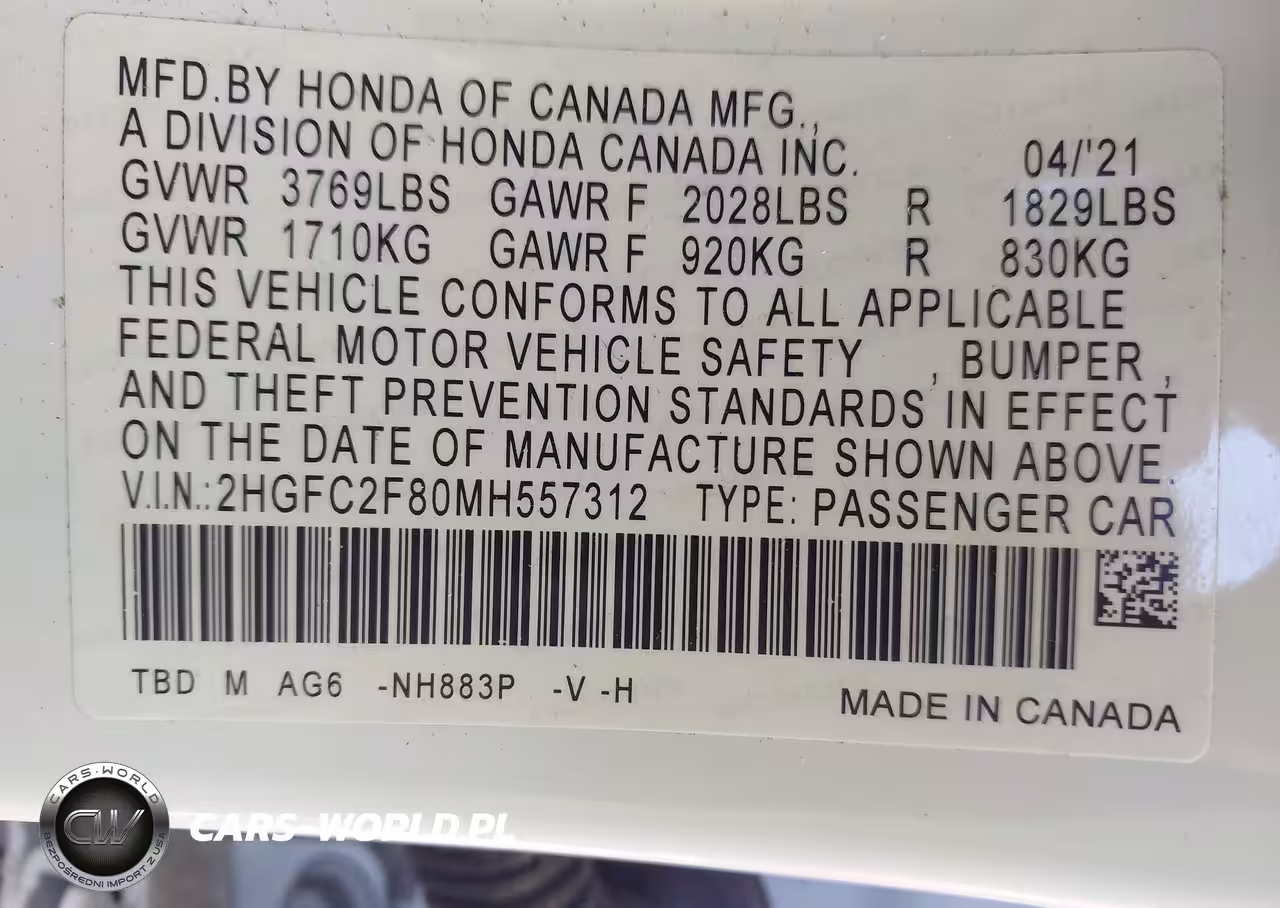 MFD.BY HONDA OF CANADA MFG.,
A DIVISION OF HONDA CANADA INC. 04/'21
GVWR 3769LBS GAWR F 2028LBS R 1829LBS
GVWR 1710KG GAWR F 920KG R 830KG
THIS VEHICLE CONFORMS TO ALL APPLICABLE
FEDERAL MOTOR VEHICLE SAFETY , BUMPER ,
AND THEFT PREVENTION STANDARDS IN EFFECT
ON THE DATE OF MANUFACTURE SHOWN ABOVE.
V.I.N.:2HGFC2F80MH557312 TYPE: PASSENGER CAR
TBD M AG6 -NH883P -V -H
MADE IN CANADA
CARS-WORLD
CW
BEZPOŚREDNI IMPORT Z USA
CARS WORLD.PL